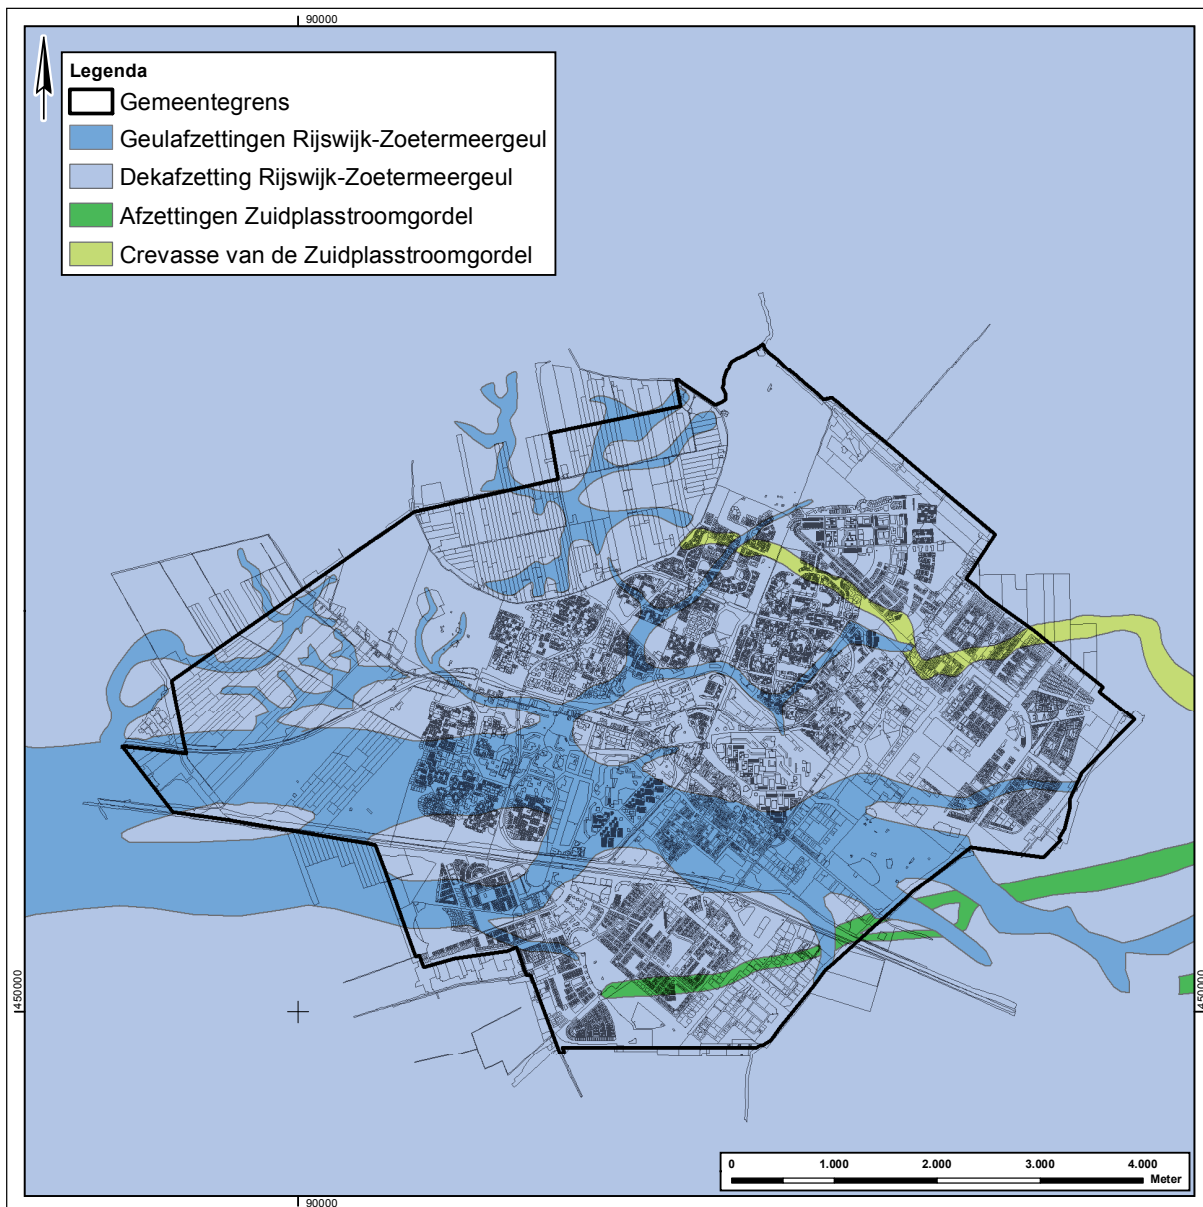 90000
Legenda
Gemeentegrens
Geulafzettingen Rijswijk-Zoetermeergeul
Dekafzetting Rijswijk-Zoetermeergeul
Afzettingen Zuidplasstroomgordel
Crevasse van de Zuidplasstroomgordel
450000
450000
0 1.000 2.000 3.000 4.000
Meter
90000